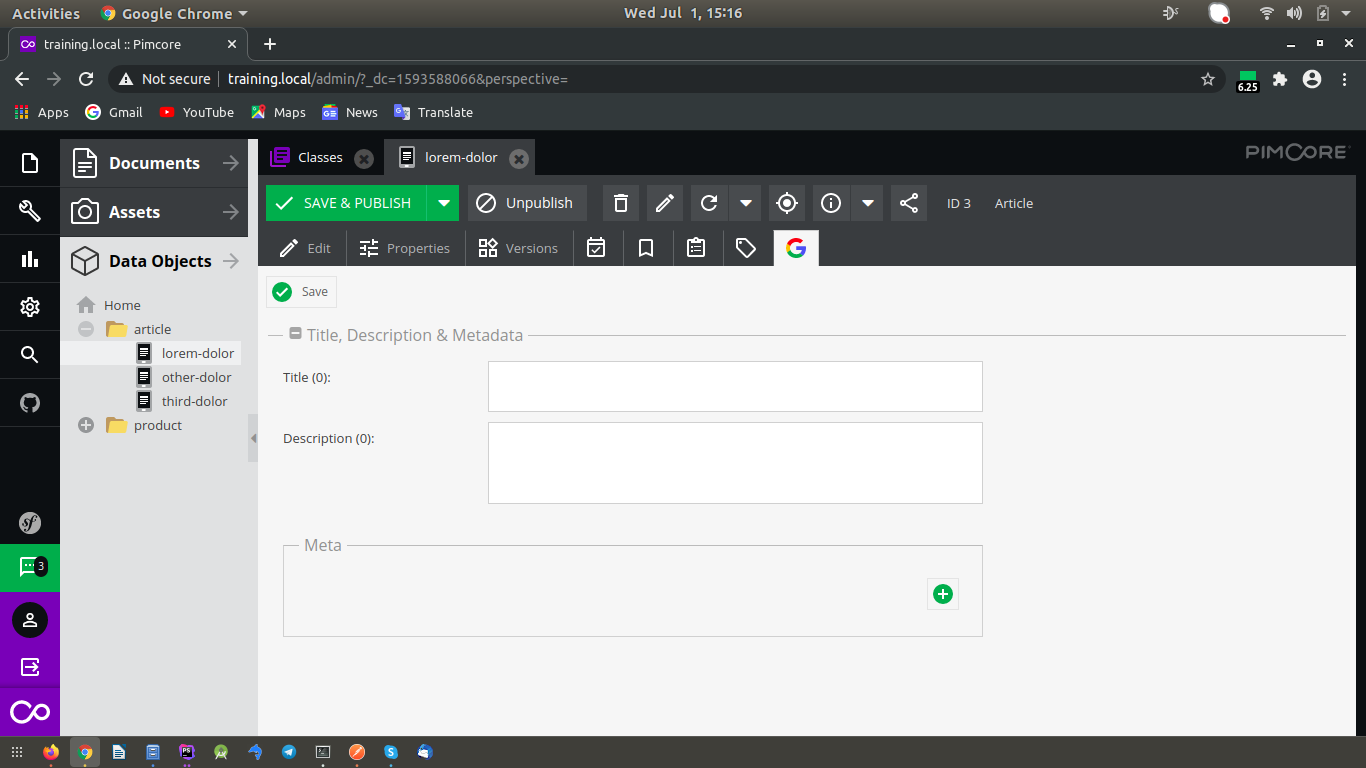 Activities Google Chrome Wed Jul 1, 15:16
training.local :: Pimcore
Not secure training.local/admin/?_dc=1593588066&perspective= 6.25
Apps Gmail YouTube Maps News Translate
Documents
Assets
Data Objects
Home
article
lorem-dolor
other-dolor
third-dolor
product
3
Classes lorem-dolor PIMCORE
SAVE & PUBLISH Unpublish ID 3 Article
Edit Properties Versions
Save
Title, Description & Metadata
Title (0):
Description (0):
Meta